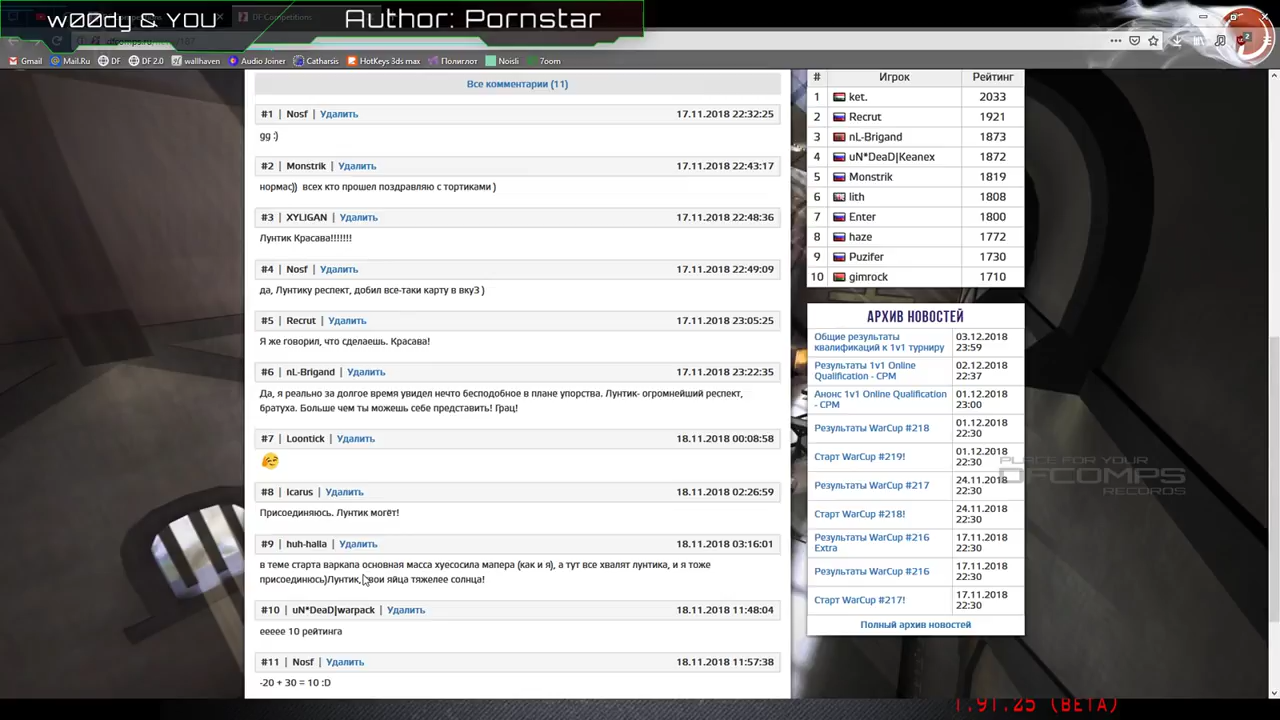 w00dy & YOU
Author: Pornstar
DF Competitions
Gmail Mail.Ru DF DF 2.0 wallhaven Audio Joiner Catharsis HotKeys 3ds max Полиглот Noisli 7oom
Все комментарии (11)
#1 | Nosf | Удалить 17.11.2018 22:32:25
gg :)
#2 | Monstrik | Удалить 17.11.2018 22:43:17
нормас)) всех кто прошел поздравляю с тортиками )
#3 | XYLIGAN | Удалить 17.11.2018 22:48:36
Лунтик Красава!!!!!!!
#4 | Nosf | Удалить 17.11.2018 22:49:09
да, Лунтику респект, добил все-таки карту в вку3 )
#5 | Recrut | Удалить 17.11.2018 23:05:25
Я же говорил, что сделаешь. Красава!
#6 | nL-Brigand | Удалить 17.11.2018 23:22:35
Да, я реально за долгое время увидел нечто бесподобное в плане упорства. Лунтик- огромнейший респект,
братуха. Больше чем ты можешь себе представить! Грац!
#7 | Loontick | Удалить 18.11.2018 00:08:58
#8 | Icarus | Удалить 18.11.2018 02:26:59
Присоединяюсь. Лунтик могёт!
#9 | huh-halla | Удалить 18.11.2018 03:16:01
в теме старта варкапа основная масса хуесосила мапера (как и я), а тут все хвалят лунтика, и я тоже
присоединюсь)Лунтик, твои яйца тяжелее солнца!
#10 | uN*DeaD|warpack | Удалить 18.11.2018 11:48:04
еееее 10 рейтинга
#11 | Nosf | Удалить 18.11.2018 11:57:38
-20 + 30 = 10 :D
# Игрок Рейтинг
1 ket. 2033
2 Recrut 1921
3 nL-Brigand 1873
4 uN*DeaD|Keanex 1872
5 Monstrik 1819
6 lith 1808
7 Enter 1800
8 haze 1772
9 Puzifer 1730
10 gimrock 1710
АРХИВ НОВОСТЕЙ
Общие результаты 03.12.2018
квалификаций к 1v1 турниру 23:59
Результаты 1v1 Online 02.12.2018
Qualification - CPM 22:37
Анонс 1v1 Online Qualification 01.12.2018
- CPM 23:00
Результаты WarCup #218 01.12.2018
22:30
Старт WarCup #219! 01.12.2018
22:30
Результаты WarCup #217 24.11.2018
22:30
Старт WarCup #218! 24.11.2018
22:30
Результаты WarCup #216 17.11.2018
Extra 22:30
Результаты WarCup #216 17.11.2018
22:30
Старт WarCup #217! 17.11.2018
22:30
Полный архив новостей
PLACE FOR YOUR
DFCOMPS
RECORDS
1.91.25 (BETA)